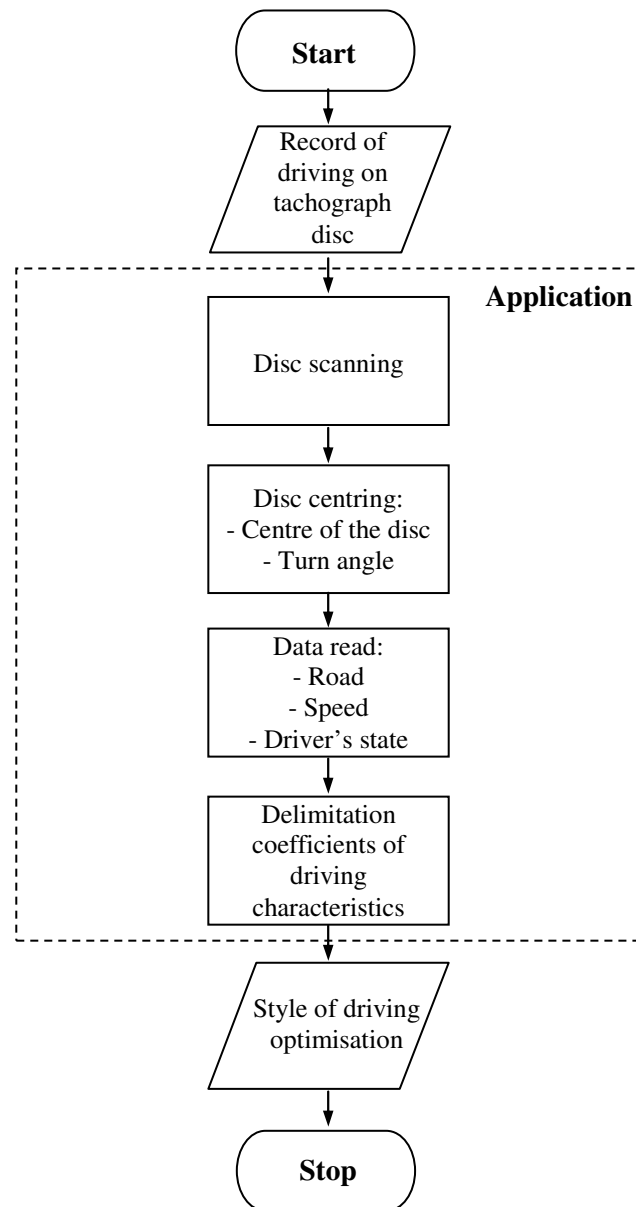 Start
Record of
driving on
tachograph
disc
Application
Disc scanning
Disc centring:
- Centre of the disc
- Turn angle
Data read:
- Road
- Speed
- Driver’s state
Delimitation
coefficients of
driving
characteristics
Style of driving
optimisation
Stop